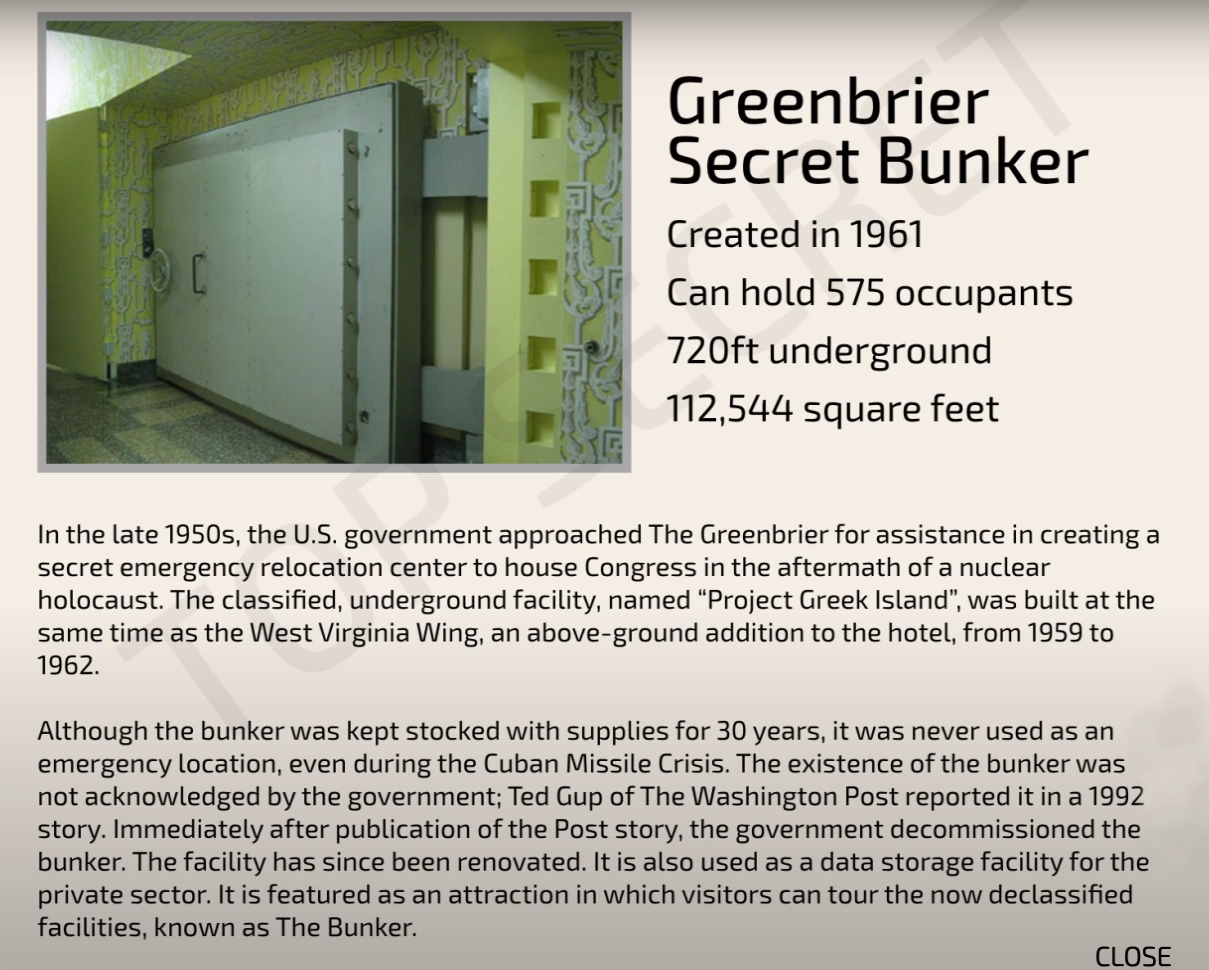 Greenbrier
Secret Bunker
Created in 1961
Can hold 575 occupants
720ft underground
112,544 square feet
In the late 1950s, the U.S. government approached The Greenbrier for assistance in creating a
secret emergency relocation center to house Congress in the aftermath of a nuclear
holocaust. The classified, underground facility, named “Project Greek Island”, was built at the
same time as the West Virginia Wing, an above-ground addition to the hotel, from 1959 to
1962.
Although the bunker was kept stocked with supplies for 30 years, it was never used as an
emergency location, even during the Cuban Missile Crisis. The existence of the bunker was
not acknowledged by the government; Ted Gup of The Washington Post reported it in a 1992
story. Immediately after publication of the Post story, the government decommissioned the
bunker. The facility has since been renovated. It is also used as a data storage facility for the
private sector. It is featured as an attraction in which visitors can tour the now declassified
facilities, known as The Bunker.
CLOSE
TOP SECRET